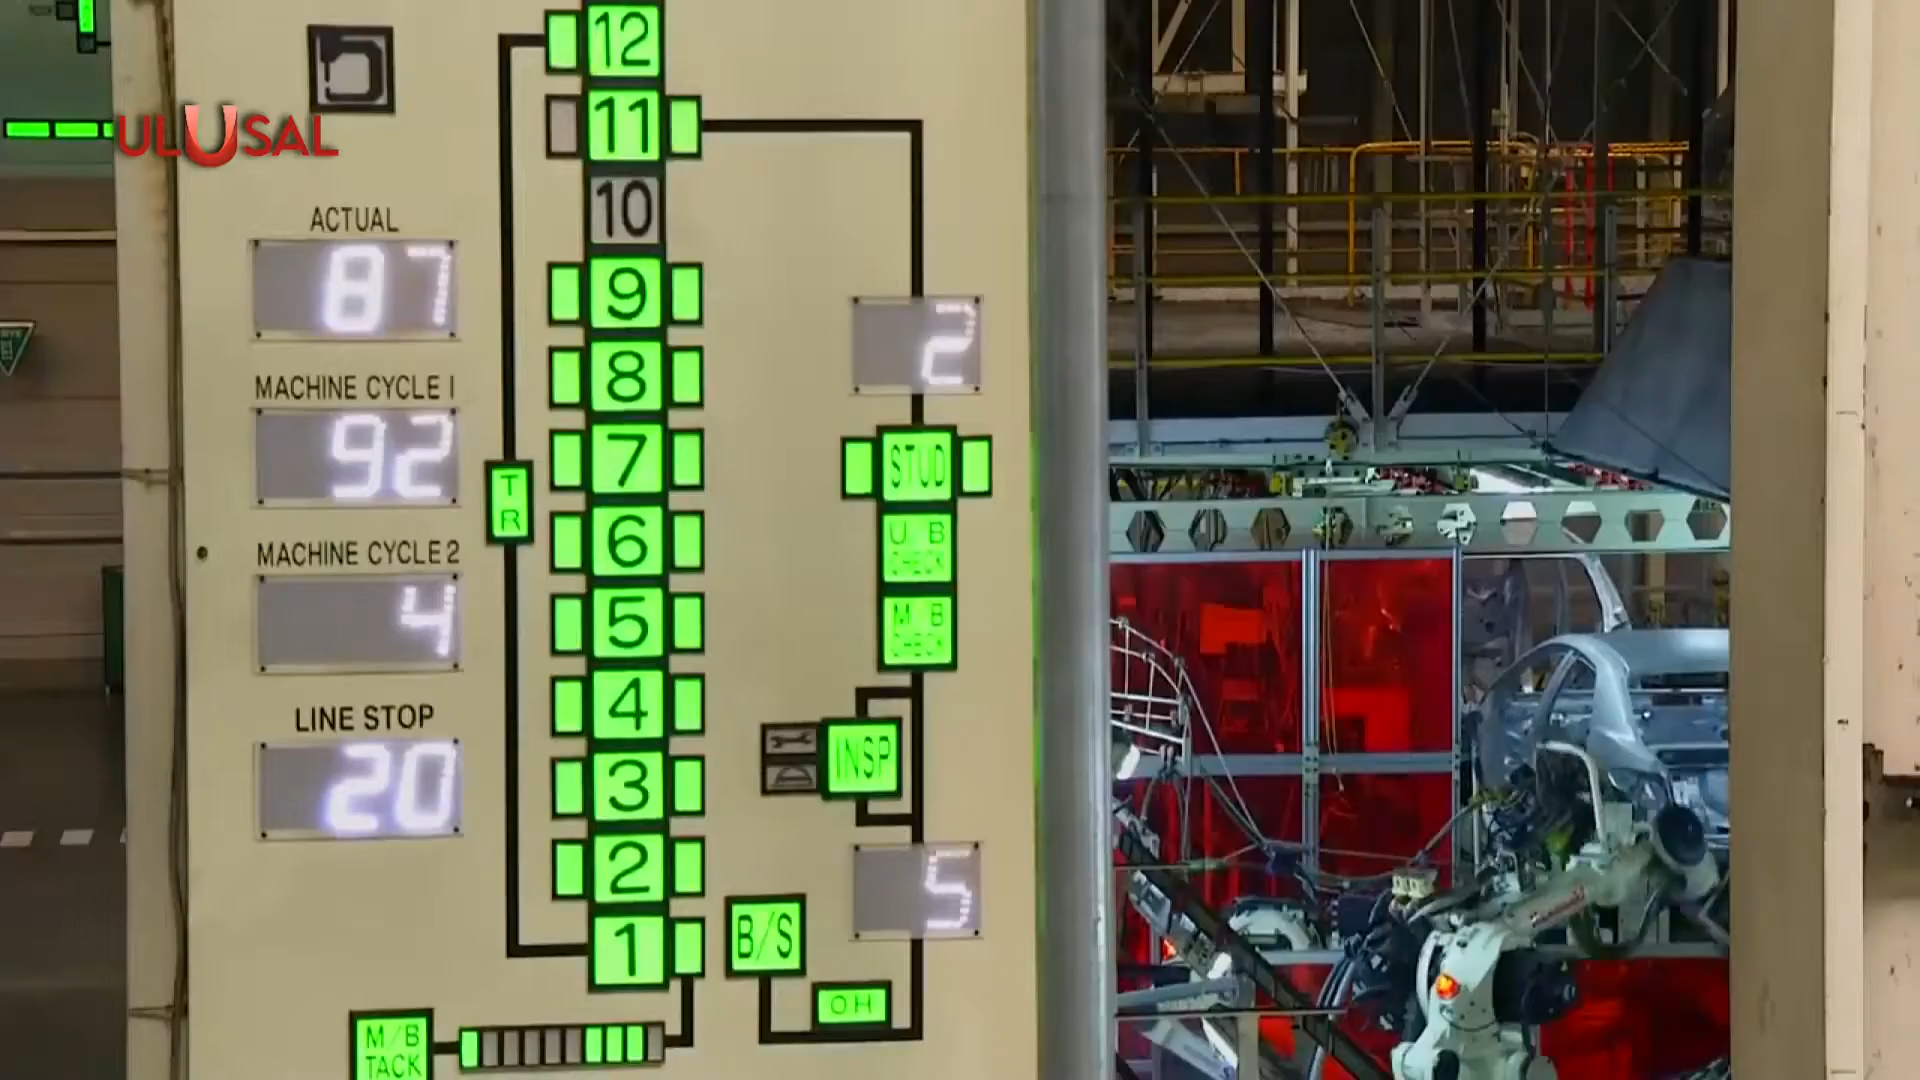 ULUSAL
ACTUAL
87
MACHINE CYCLE 1
92
MACHINE CYCLE 2
4
LINE STOP
20
12
11
10
9
8
7
6
5
4
3
2
1
T
R
M/B
TACK
2
STUD
U B
CHECK
M B
CHECK
INSP
5
B/S
OH